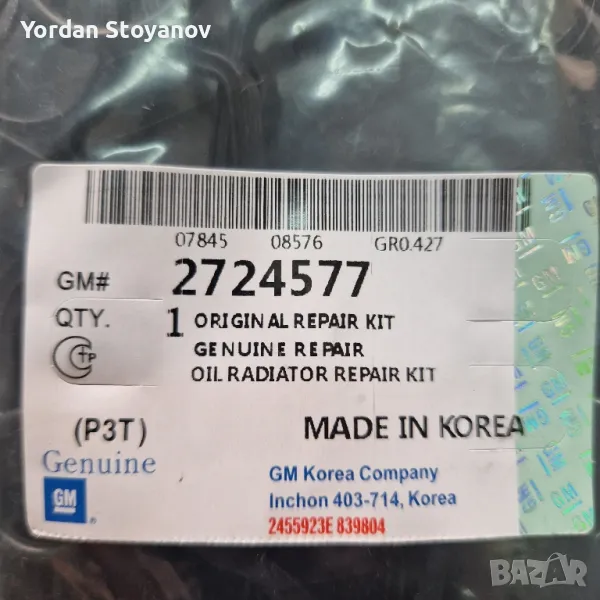 Yordan Stoyanov
07845 08576 GR0.427
GM# 2724577
QTY. 1 ORIGINAL REPAIR KIT
GENUINE REPAIR
OIL RADIATOR REPAIR KIT
(P3T) MADE IN KOREA
Genuine
GM
GM Korea Company
Inchon 403-714, Korea
2455923E 839804
BAZAR